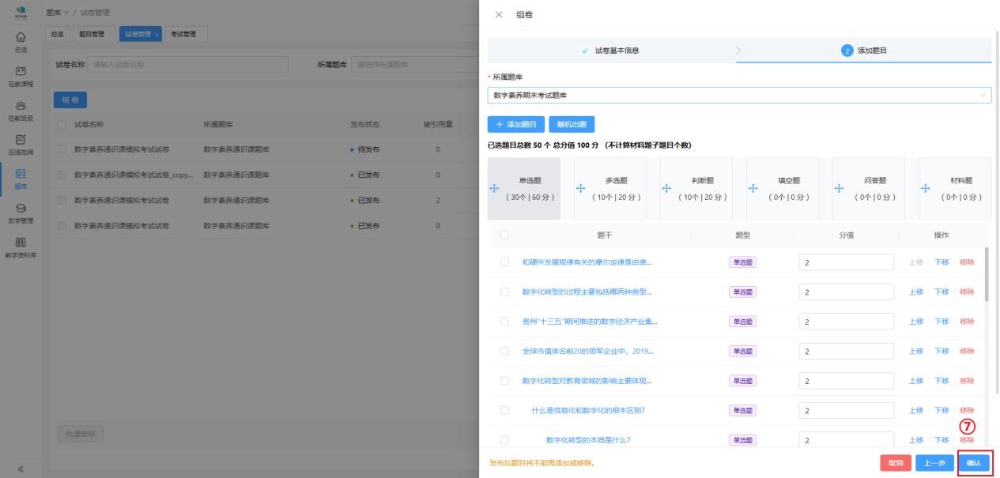 题库 / 试卷管理
总览 题目管理 试卷管理 × 考试管理
总览
在教课程
在教班级
在线批阅
题库
助学管理
教学资料库
试卷名称 请输入试卷名称 所属题库 请选择所属题库
组 卷
试卷名称 所属题库 发布状态 被引用量
数字素养通识课模拟考试试卷 数字素养通识课题库 待发布 0
数字素养通识课模拟考试试卷_copy... 数字素养通识课题库 已发布 0
数字素养通识课模拟考试试卷 数字素养通识课题库 已发布 2
数字素养通识课模拟考试试卷 数字素养通识课题库 已发布 0
批量删除
组卷
试卷基本信息 2 添加题目
* 所属题库
数字素养期末考试题库
+ 添加题目 随机出题
已选题目总数 50 个 总分值 100 分 （不计算材料题子题目个数）
单选题 多选题 判断题 填空题 问答题 材料题
( 30个 | 60 分 ) ( 10个 | 20 分 ) ( 10个 | 20 分 ) ( 0个 | 0 分 ) ( 0个 | 0 分 ) ( 0个 | 0 分 )
题干 题型 分值 操作
和硬件发展规律有关的摩尔定律是由谁... 单选题 2 上移 下移 移除
数字化转型的过程主要包括哪两种典型... 单选题 2 上移 下移 移除
贵州"十三五"期间推进的数字经济产业集... 单选题 2 上移 下移 移除
全球市值排名前20的领军企业中，2019... 单选题 2 上移 下移 移除
数字化转型对教育领域的影响主要体现... 单选题 2 上移 下移 移除
什么是信息化和数字化的根本区别? 单选题 2 上移 下移 移除
⑦
数字化转型的本质是什么? 单选题 2 上移 下移 移除
发布后题目将不能再添加或移除。 取消 上一步 确认